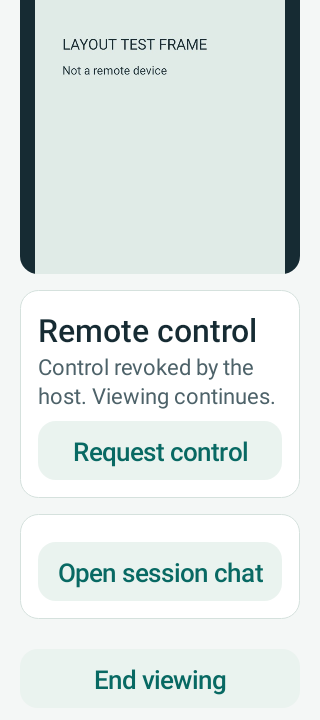 LAYOUT TEST FRAME
Not a remote device
Remote control
Control revoked by the
host. Viewing continues.
Request control
Open session chat
End viewing